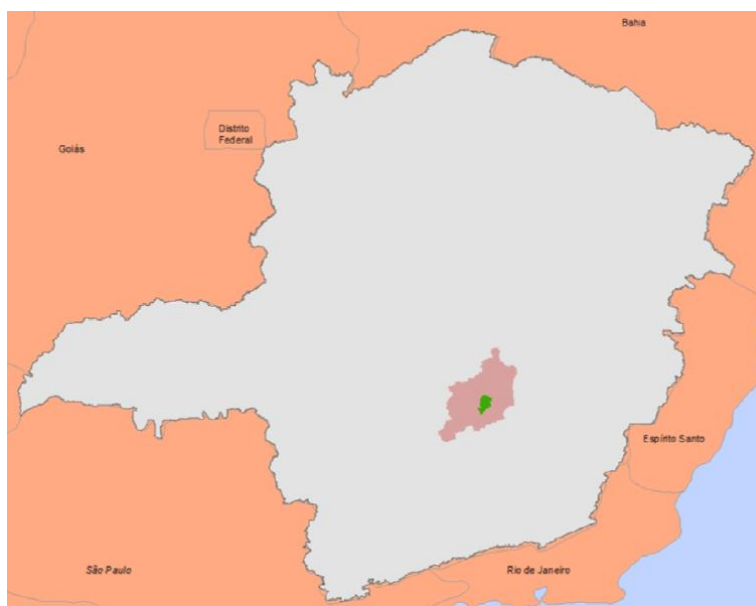 Bahia
Distrito
Federal
Goiás
Espírito Santo
São Paulo
Rio de Janeiro